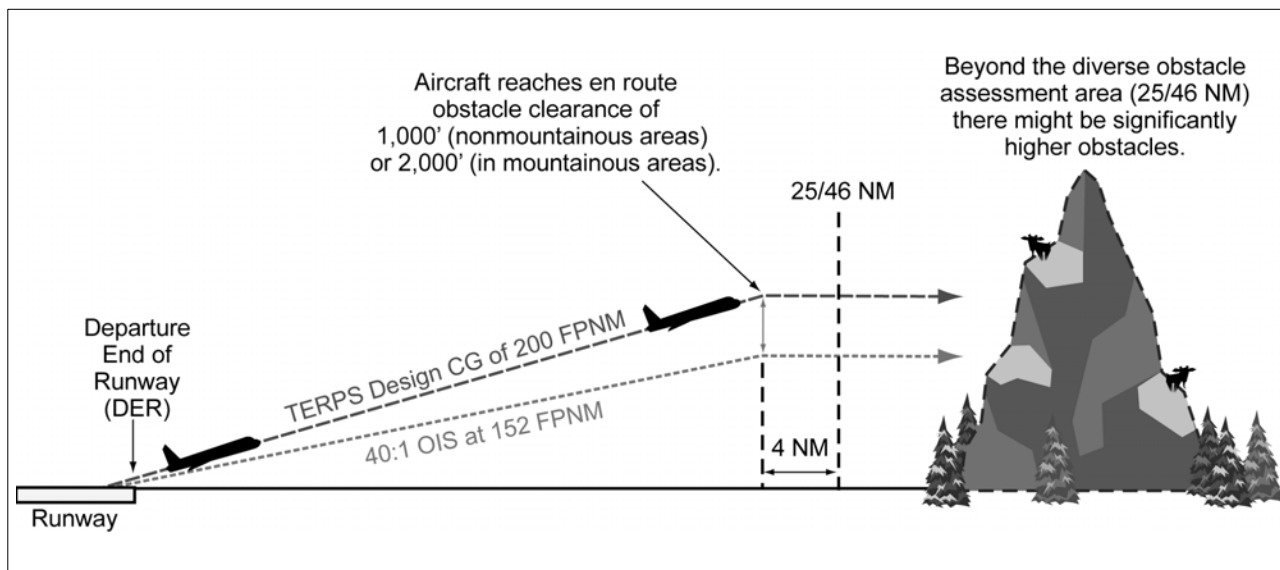 Aircraft reaches en route
obstacle clearance of
1,000’ (nonmountainous areas)
or 2,000’ (in mountainous areas).
Beyond the diverse obstacle
assessment area (25/46 NM)
there might be significantly
higher obstacles.
25/46 NM
Departure
End of
Runway
(DER)
TERPS Design CG of 200 FPNM
40:1 OIS at 152 FPNM
4 NM
Runway